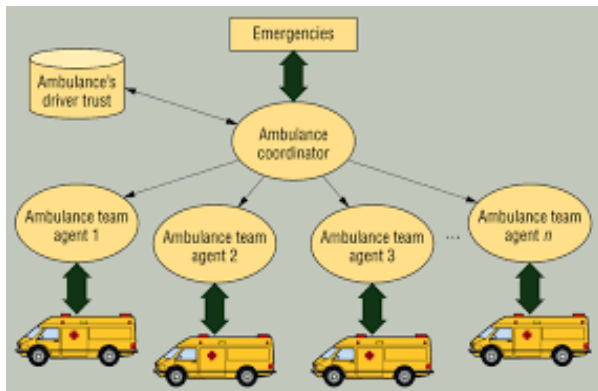 Emergencies
Ambulance's
driver trust
Ambulance
coordinator
Ambulance team
agent 1
Ambulance team
agent 2
Ambulance team
agent 3
...
Ambulance team
agent n